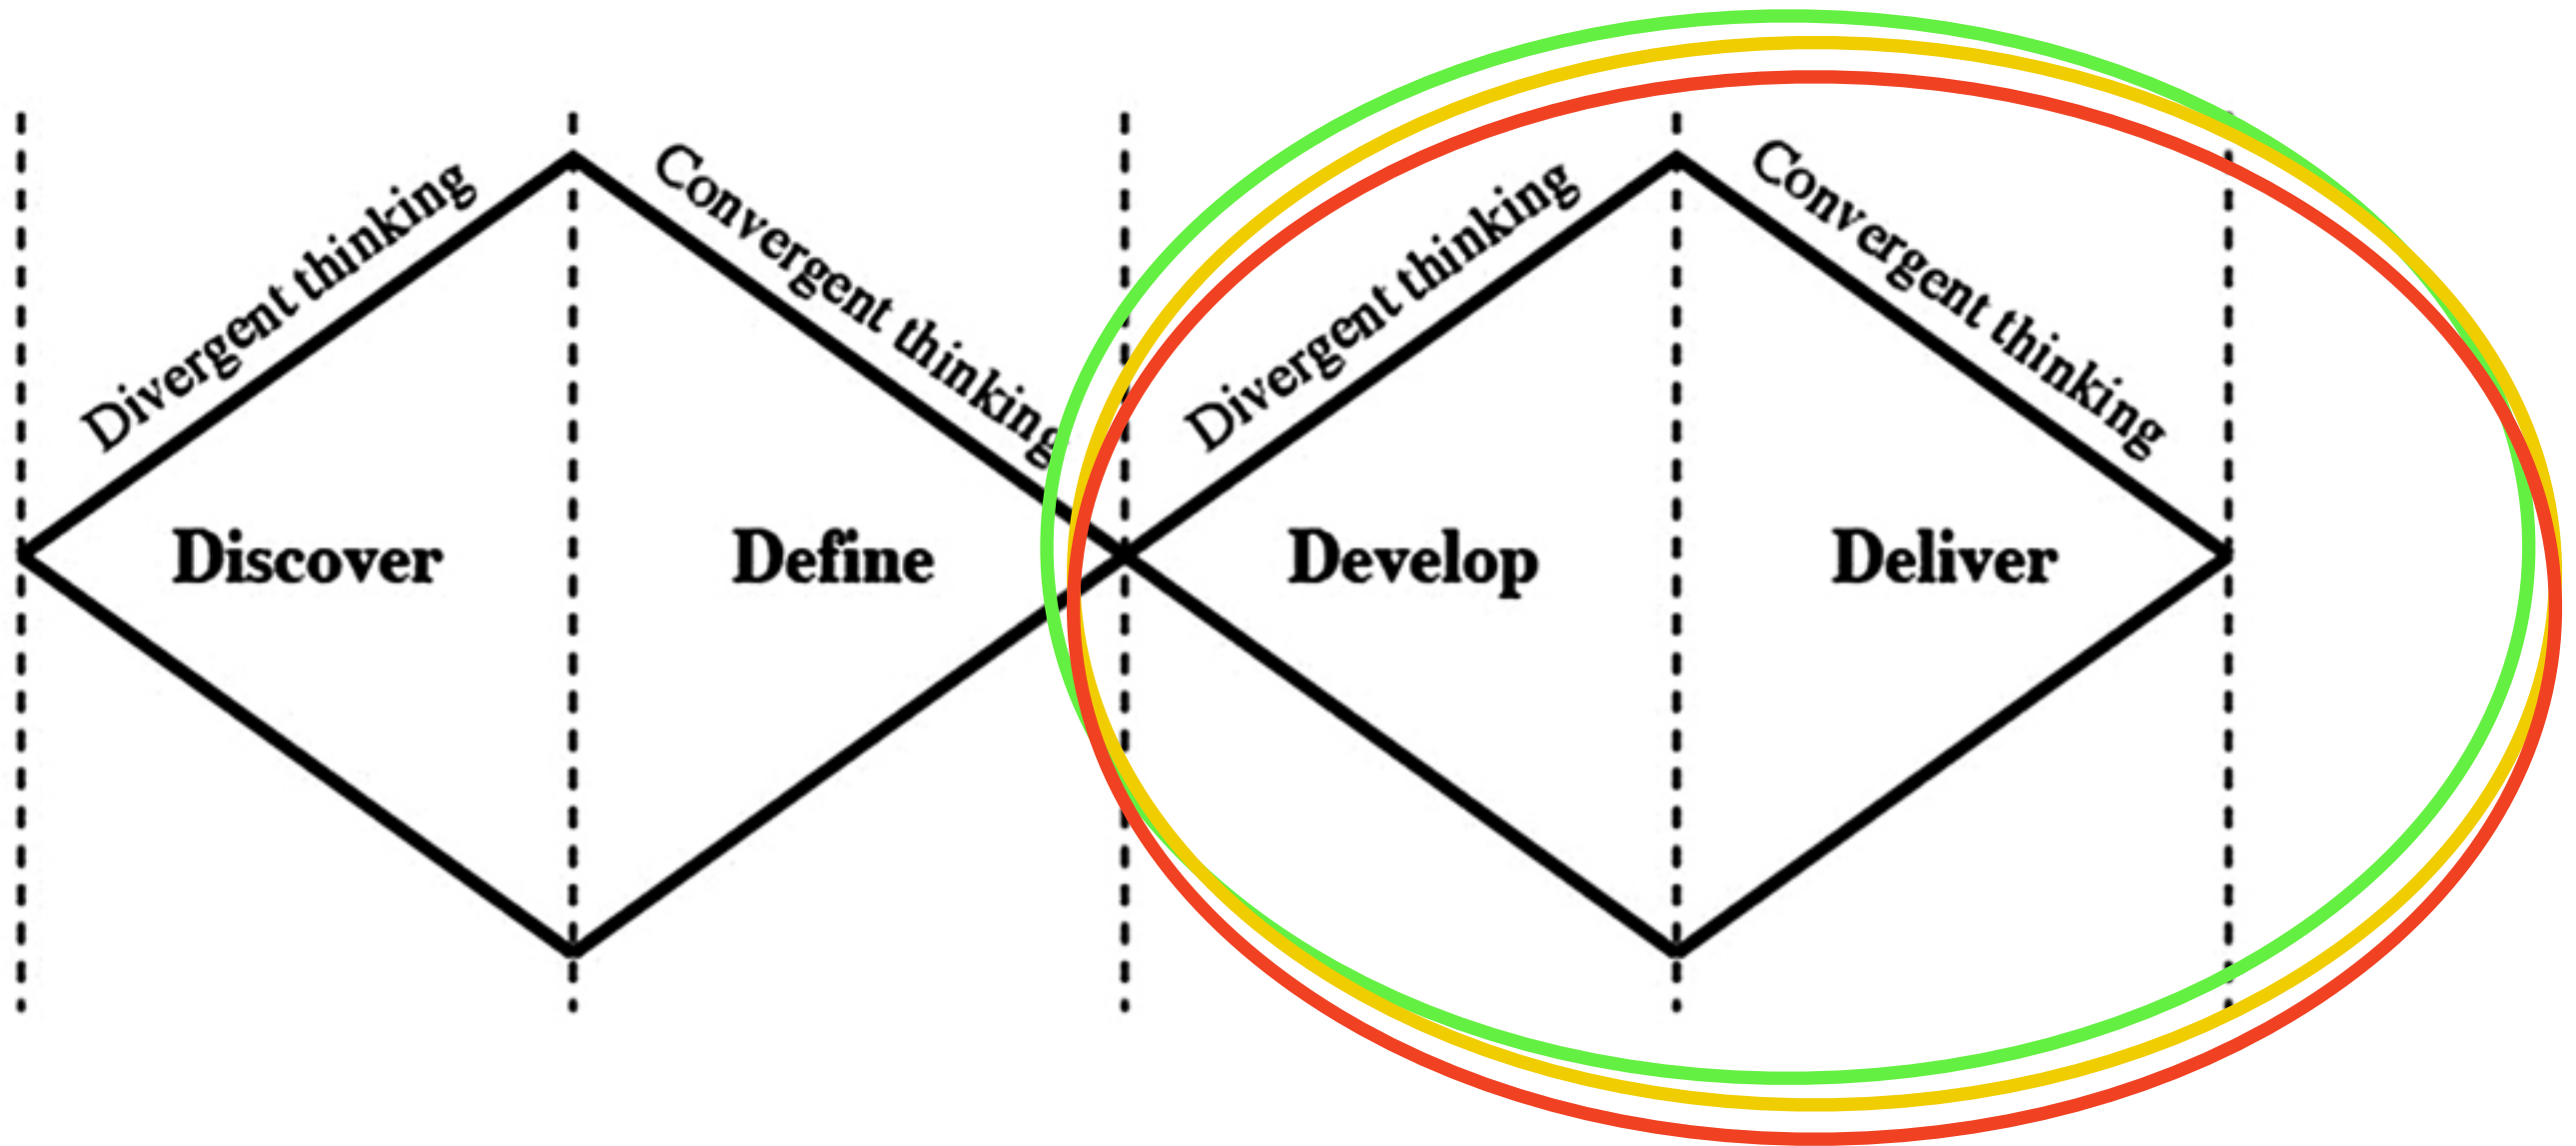 Divergent thinking
Convergent thinking
Divergent thinking
Convergent thinking
Discover
Define
Develop
Deliver